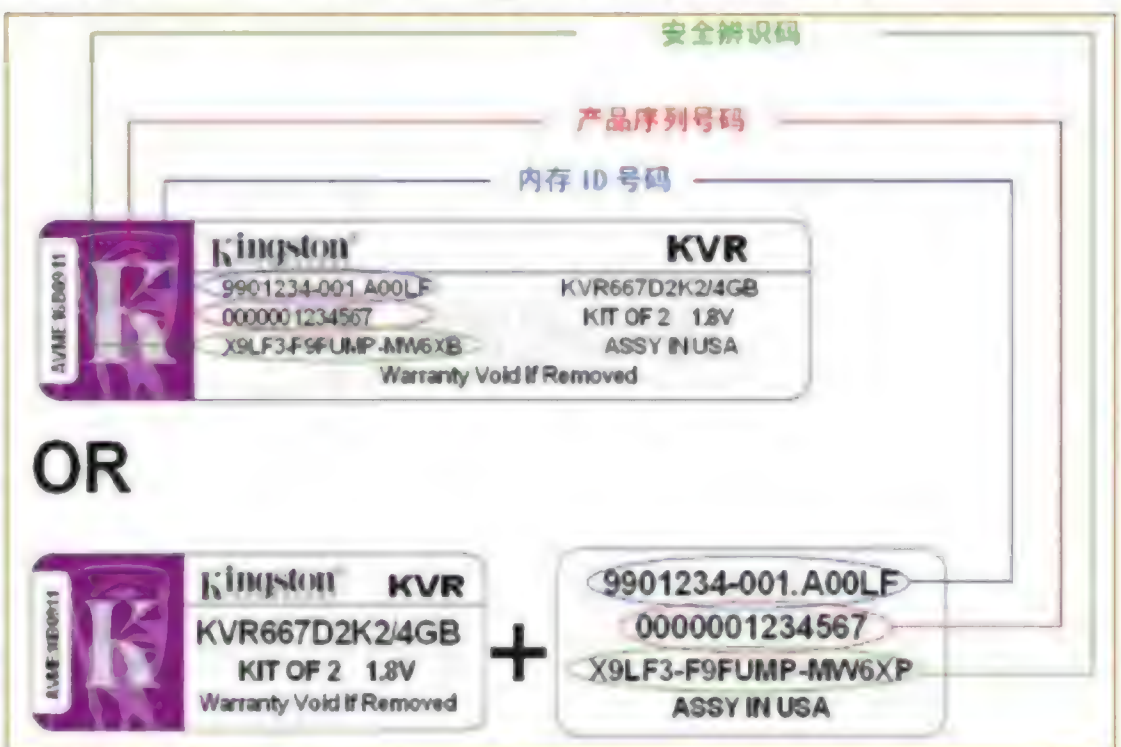 安全辨识码
产品序列号码
内存 ID 号码
Kingston KVR
9901234-001.A00LF KVR667D2K2/4GB
0000001234567 KIT OF 2 1.8V
X9LF3-F9FUMP-MW6XB ASSY IN USA
Warranty Void If Removed
OR
Kingston KVR
KVR667D2K2/4GB
KIT OF 2 1.8V
Warranty Void If Removed
+
9901234-001.A00LF
0000001234567
X9LF3-F9FUMP-MW6XP
ASSY IN USA